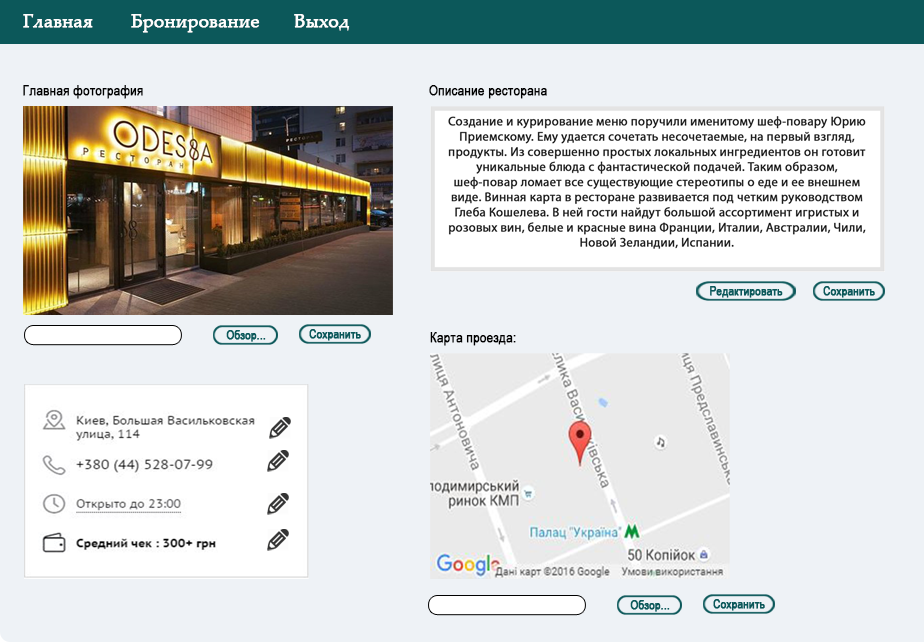 Главная Бронирование Выход
Главная фотография
ODESSA
РЕСТОРАН
РЕСТОРАН
Обзор... Сохранить
Киев, Большая Васильковская
улица, 114
+380 (44) 528-07-99
Открыто до 23:00
Средний чек : 300+ грн
Описание ресторана
Создание и курирование меню поручили именитому шеф-повару Юрию
Приемскому. Ему удается сочетать несочетаемые, на первый взгляд,
продукты. Из совершенно простых локальных ингредиентов он готовит
уникальные блюда с фантастической подачей. Таким образом,
шеф-повар ломает все существующие стереотипы о еде и ее внешнем
виде. Винная карта в ресторане развивается под четким руководством
Глеба Кошелева. В ней гости найдут большой ассортимент игристых и
розовых вин, белые и красные вина Франции, Италии, Австралии, Чили,
Новой Зеландии, Испании.
Редактировать Сохранить
Карта проезда:
лиця Антоновича
елика Васильківська
иця Предславинська
лодимирський
ринок КМП
Палац "Україна"
50 Копійок
Google
Дані карт ©2016 Google Умови використання
Обзор... Сохранить